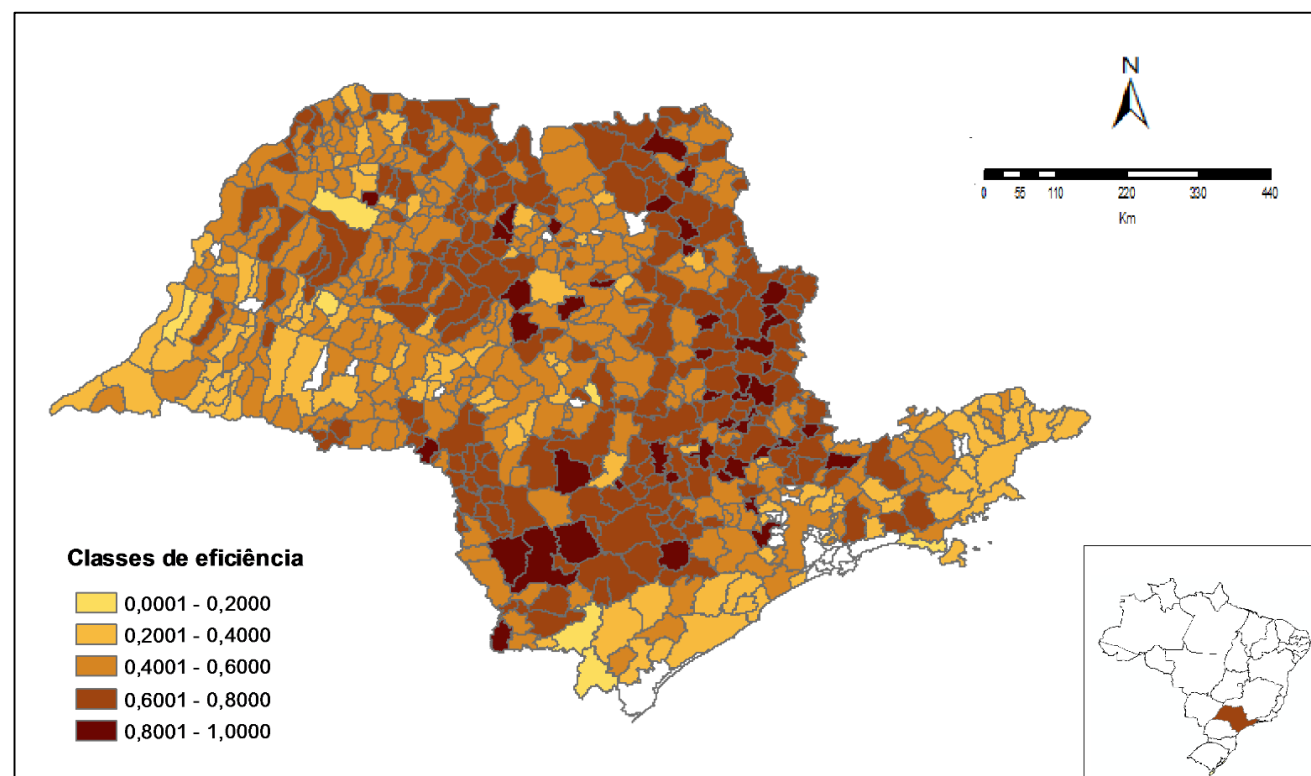 N
0 55 110 220 330 440
Km
Classes de eficiência
0,0001 - 0,2000
0,2001 - 0,4000
0,4001 - 0,6000
0,6001 - 0,8000
0,8001 - 1,0000